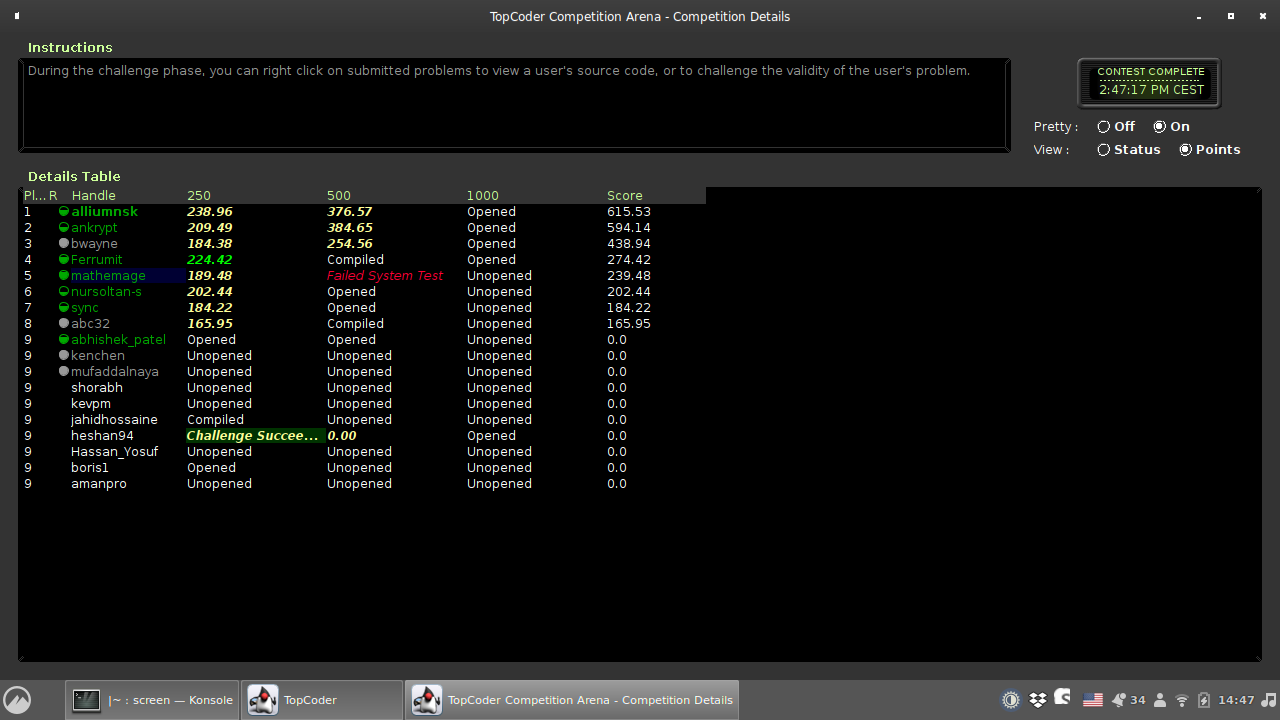 TopCoder Competition Arena - Competition Details
Instructions
During the challenge phase, you can right click on submitted problems to view a user's source code, or to challenge the validity of the user's problem.
CONTEST COMPLETE
2:47:17 PM CEST
Pretty : Off On
View : Status Points
Details Table
Pl... R Handle 250 500 1000 Score
1 alliumnsk 238.96 376.57 Opened 615.53
2 ankrypt 209.49 384.65 Opened 594.14
3 bwayne 184.38 254.56 Opened 438.94
4 Ferrumit 224.42 Compiled Opened 274.42
5 mathemage 189.48 Failed System Test Unopened 239.48
6 nursoltan-s 202.44 Opened Unopened 202.44
7 sync 184.22 Opened Unopened 184.22
8 abc32 165.95 Compiled Unopened 165.95
9 abhishek_patel Opened Opened Unopened 0.0
9 kenchen Unopened Unopened Unopened 0.0
9 mufaddalnaya Unopened Unopened Unopened 0.0
9 shorabh Unopened Unopened Unopened 0.0
9 kevpm Unopened Unopened Unopened 0.0
9 jahidhossaine Compiled Unopened Unopened 0.0
9 heshan94 Challenge Succee... 0.00 Opened 0.0
9 Hassan_Yosuf Unopened Unopened Unopened 0.0
9 boris1 Opened Unopened Unopened 0.0
9 amanpro Unopened Unopened Unopened 0.0
|~ : screen — Konsole TopCoder TopCoder Competition Arena - Competition Details 34 14:47